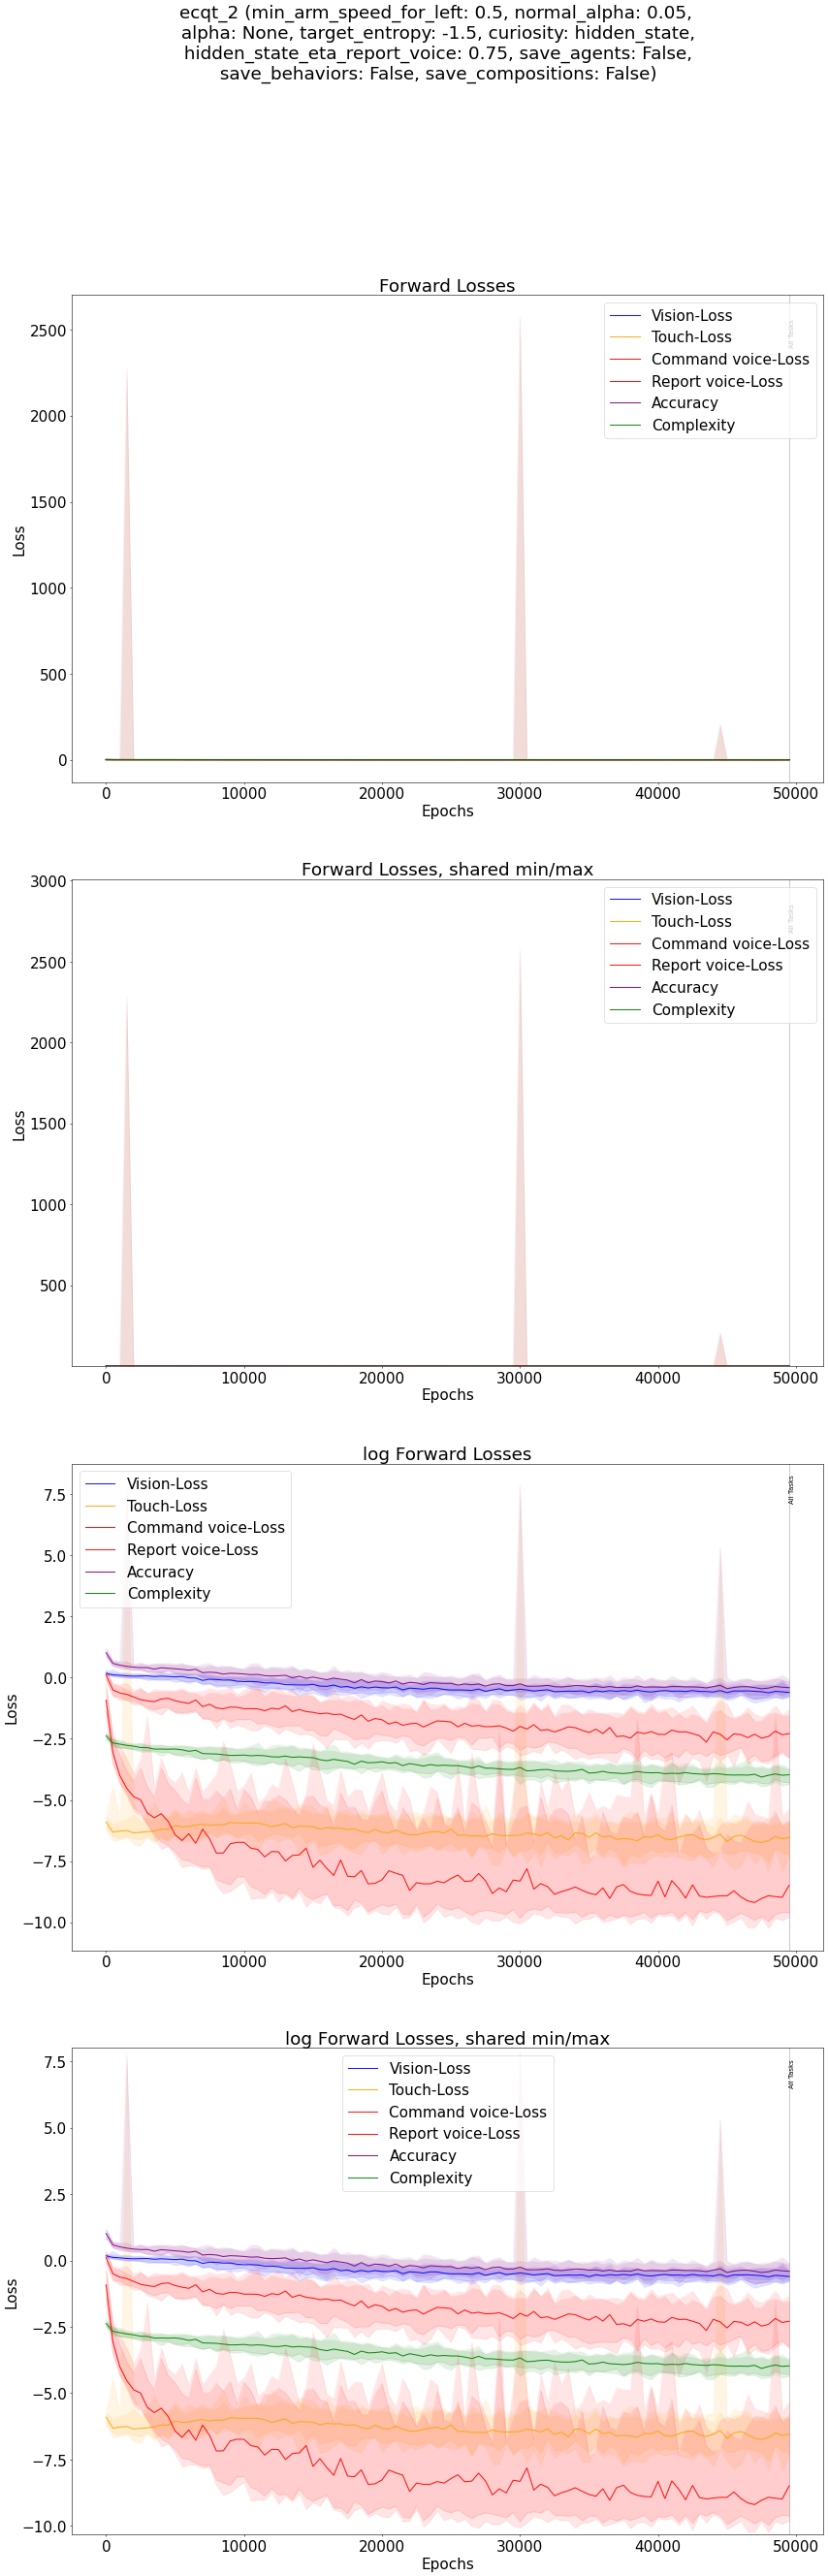 ecqt_2 (min_arm_speed_for_left: 0.5, normal_alpha: 0.05,
alpha: None, target_entropy: -1.5, curiosity: hidden_state,
hidden_state_eta_report_voice: 0.75, save_agents: False,
save_behaviors: False, save_compositions: False)
Forward Losses
Vision-Loss
Touch-Loss
Command voice-Loss
Report voice-Loss
Accuracy
Complexity
All Tasks
2500
2000
1500
1000
500
0
Loss
0 10000 20000 30000 40000 50000
Epochs
Forward Losses, shared min/max
Vision-Loss
Touch-Loss
Command voice-Loss
Report voice-Loss
Accuracy
Complexity
All Tasks
3000
2500
2000
1500
1000
500
Loss
0 10000 20000 30000 40000 50000
Epochs
log Forward Losses
Vision-Loss
Touch-Loss
Command voice-Loss
Report voice-Loss
Accuracy
Complexity
All Tasks
7.5
5.0
2.5
0.0
−2.5
−5.0
−7.5
−10.0
Loss
0 10000 20000 30000 40000 50000
Epochs
log Forward Losses, shared min/max
Vision-Loss
Touch-Loss
Command voice-Loss
Report voice-Loss
Accuracy
Complexity
All Tasks
7.5
5.0
2.5
0.0
−2.5
−5.0
−7.5
−10.0
Loss
0 10000 20000 30000 40000 50000
Epochs